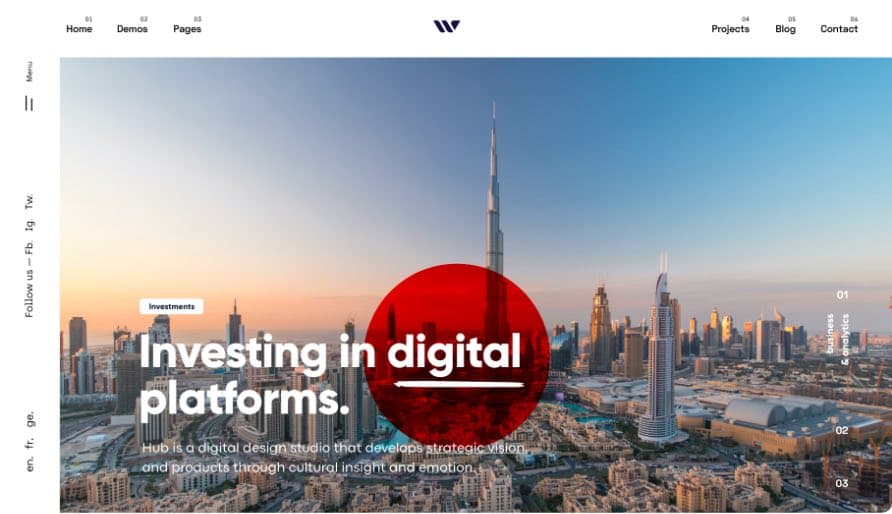 01
Home
02
Demos
03
Pages
04
Projects
05
Blog
06
Contact
Menu
Follow us — Fb. Ig. Tw.
en. fr. ge.
Investments
Investing in digital
platforms.
Hub is a digital design studio that develops strategic vision,
and products through cultural insight and emotion.
01
business
& analytics
02
03